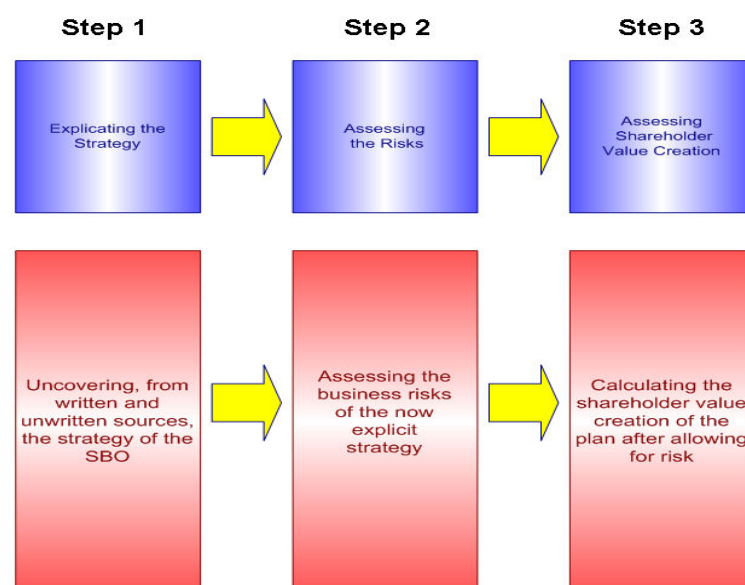 Step 1
Step 2
Step 3
Explicating the
Strategy
Assessing
the Risks
Assessing
Shareholder
Value Creation
Uncovering, from
written and
unwritten sources,
the strategy of the
SBO
Assessing the
business risks
of the now
explicit
strategy
Calculating the
shareholder value
creation of the
plan after allowing
for risk